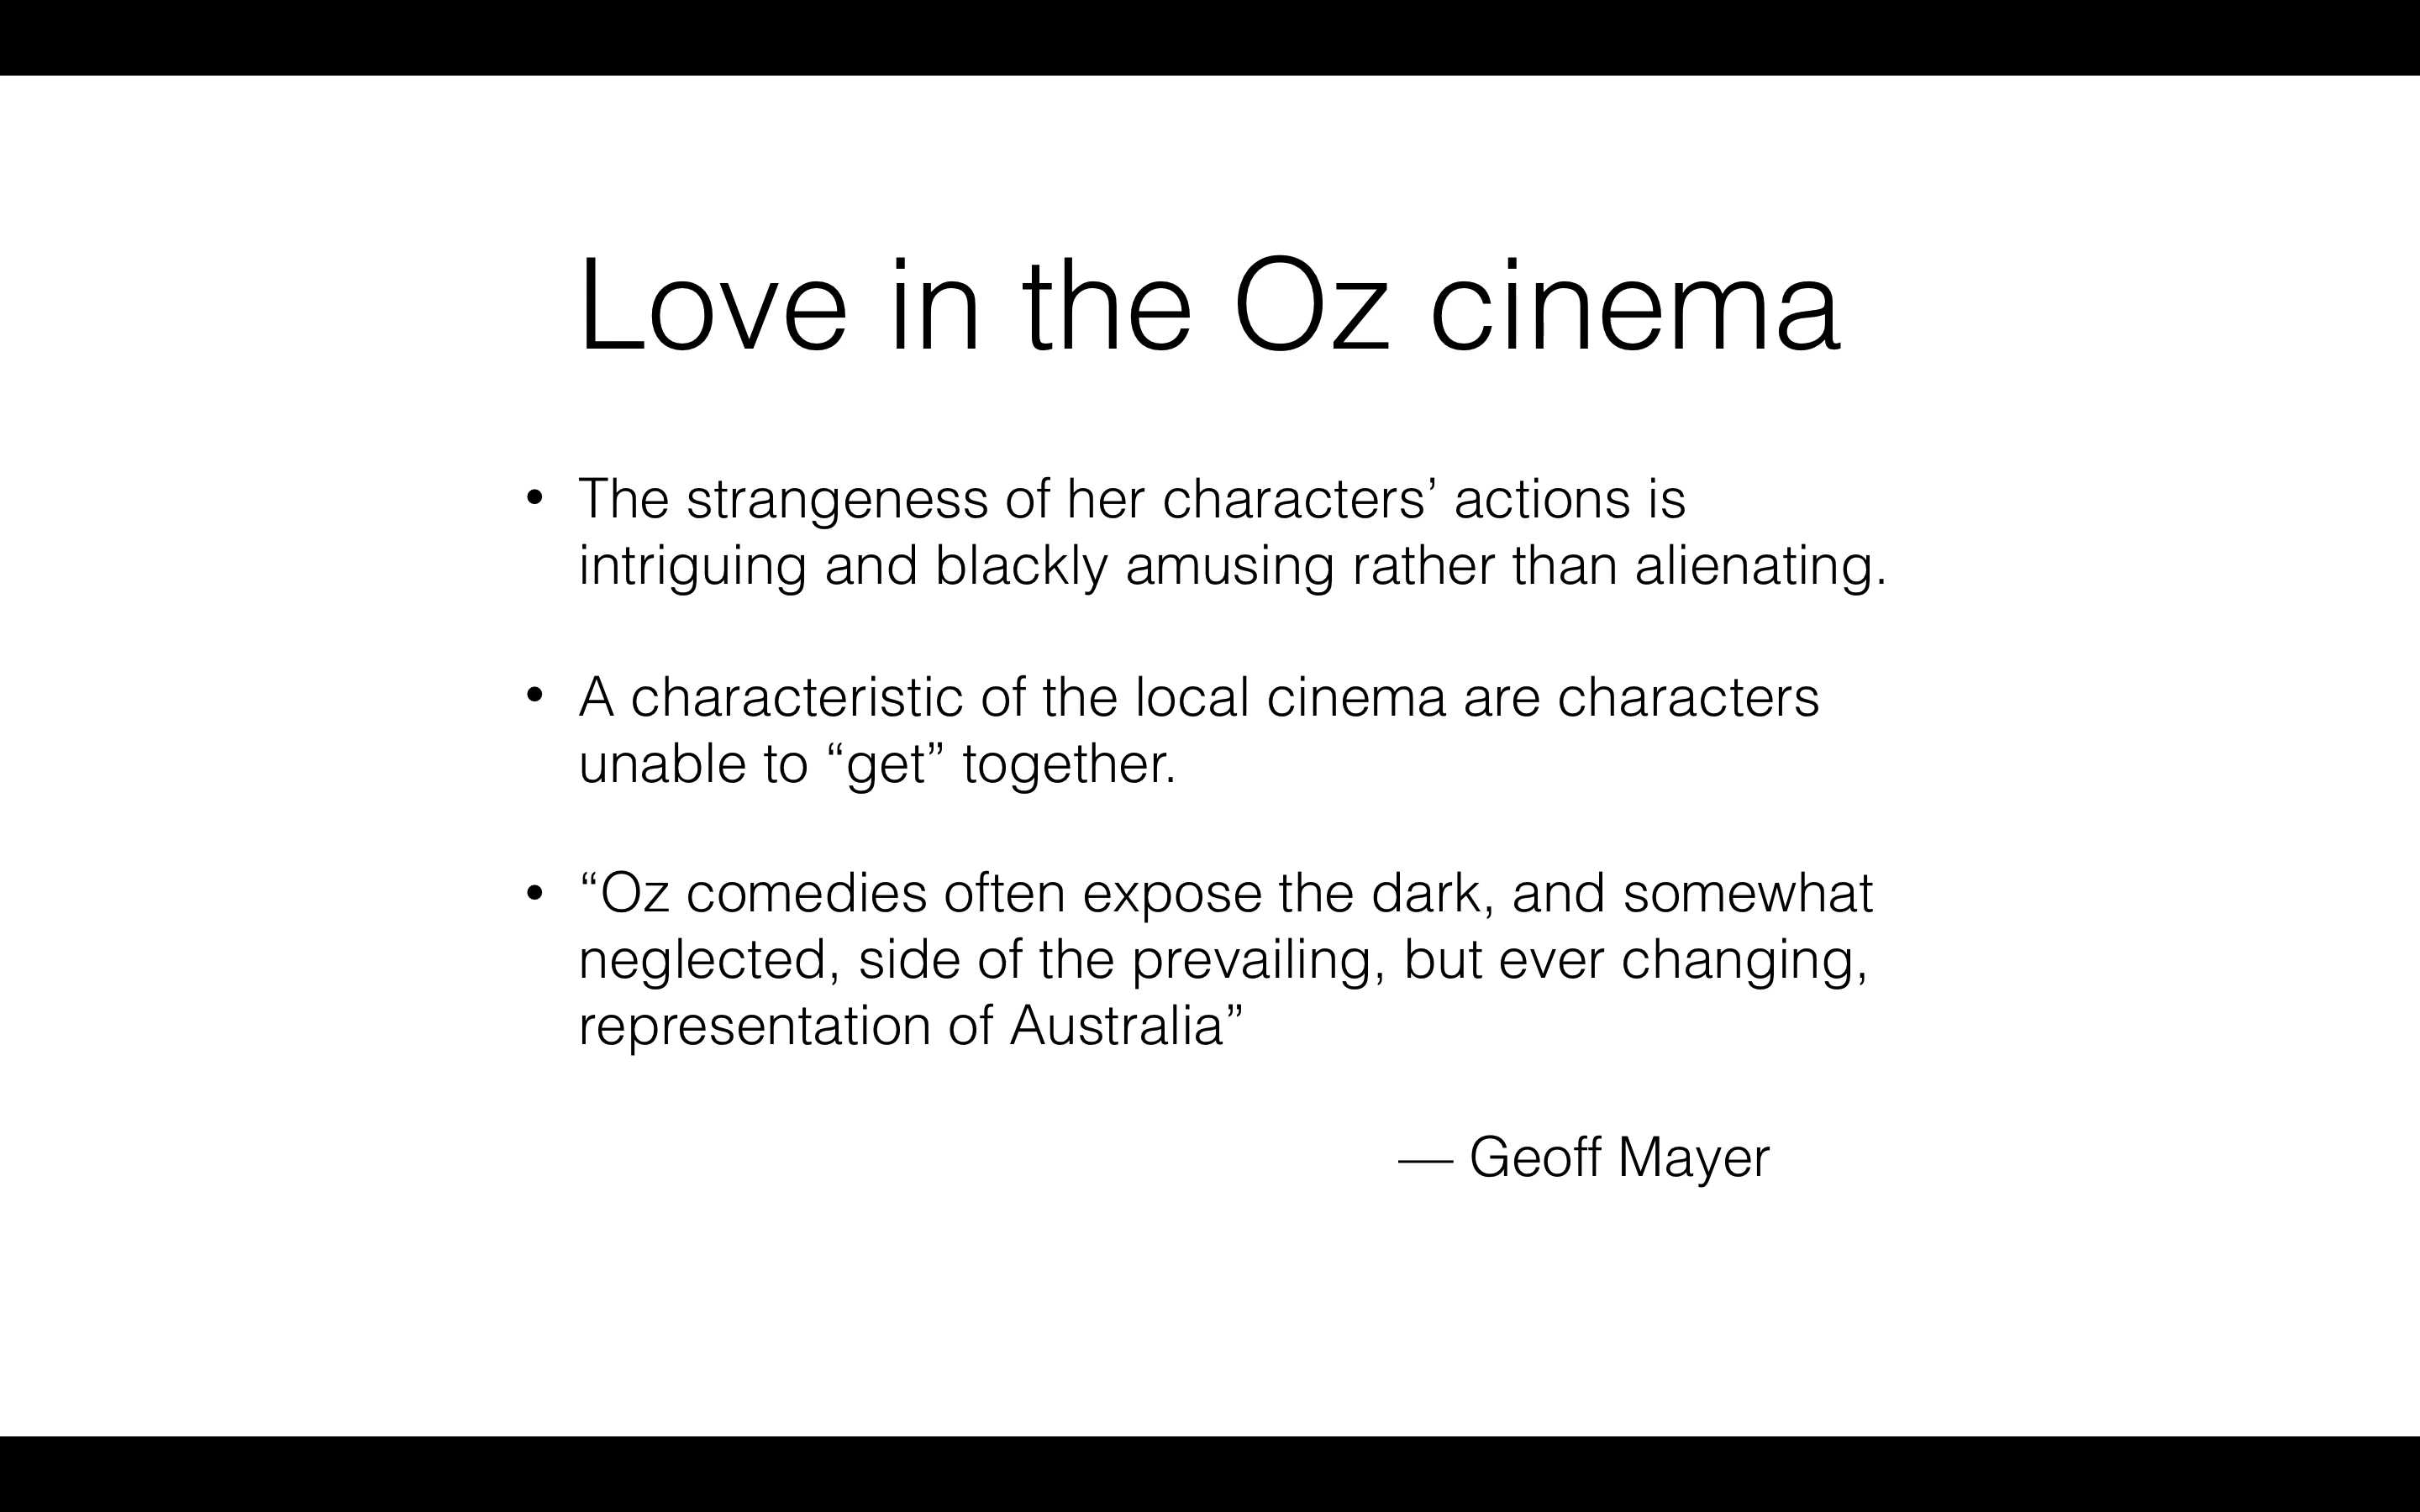 Love in the Oz cinema
• The strangeness of her characters’ actions is
intriguing and blackly amusing rather than alienating.
• A characteristic of the local cinema are characters
unable to “get” together.
• “Oz comedies often expose the dark, and somewhat
neglected, side of the prevailing, but ever changing,
representation of Australia”
— Geoff Mayer